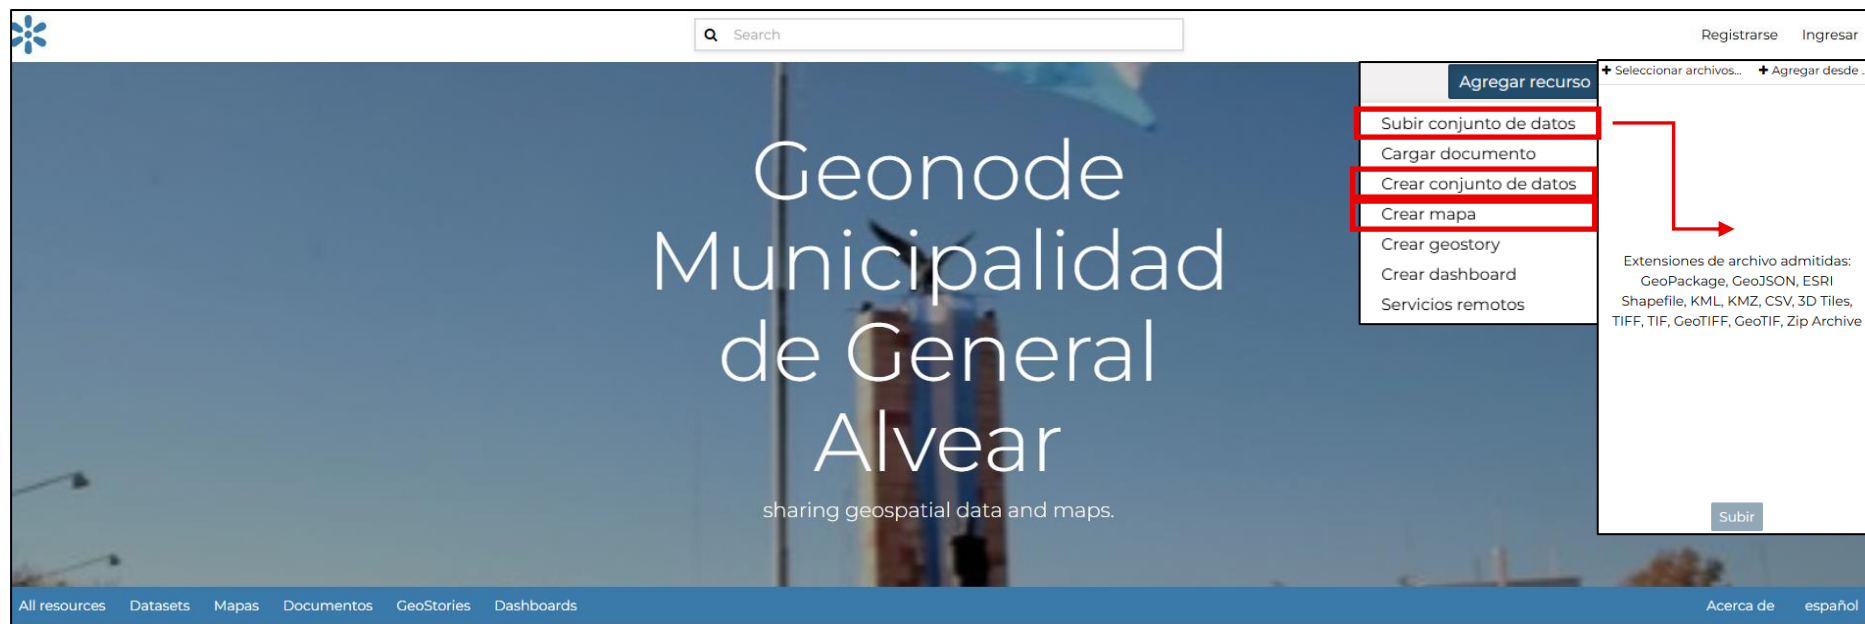 Search
Registrarse Ingresar
Agregar recurso
Subir conjunto de datos
Cargar documento
Crear conjunto de datos
Crear mapa
Crear geostory
Crear dashboard
Servicios remotos
Seleccionar archivos... Agregar desde ..
Extensiones de archivo admitidas:
GeoPackage, GeoJSON, ESRI
Shapefile, KML, KMZ, CSV, 3D Tiles,
TIFF, TIF, GeoTIFF, GeoTIF, Zip Archive
Subir
Geonode
Municipalidad
de General
Alvear
sharing geospatial data and maps.
All resources Datasets Mapas Documentos GeoStories Dashboards
Acerca de español